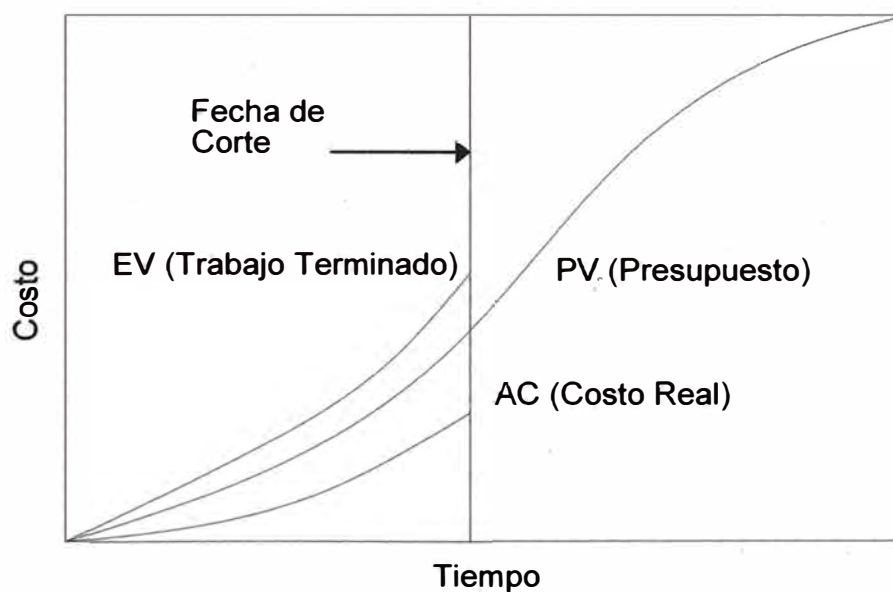 Fecha de
Corte
EV (Trabajo Terminado)
PV (Presupuesto)
Costo
AC (Costo Real)
Tiempo